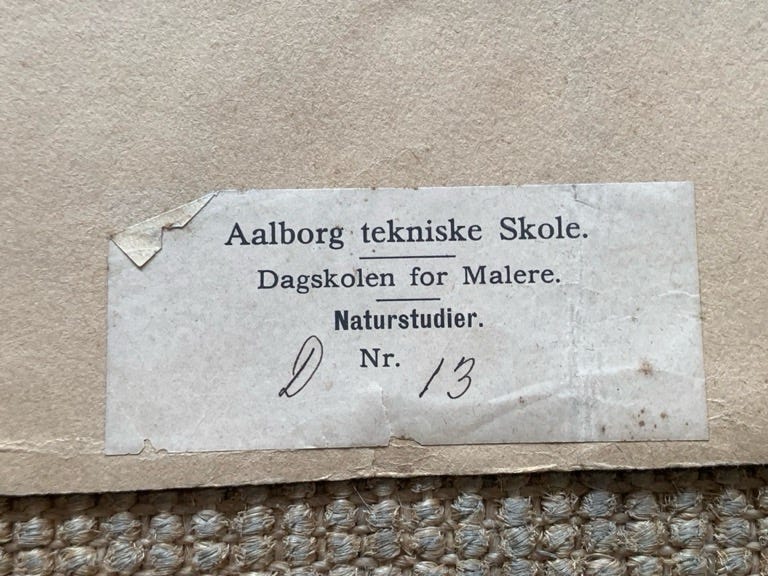 Aalborg tekniske Skole.
Dagskolen for Malere.
Naturstudier.
D Nr. 13